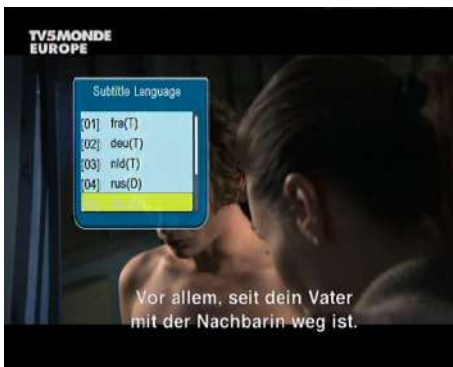 TV5MONDE
EUROPE
Subtitle Language
[01] fra(T)
[02] deu(T)
[03] nld(T)
[04] rus(D)
Vor allem, seit dein Vater
mit der Nachbarin weg ist.